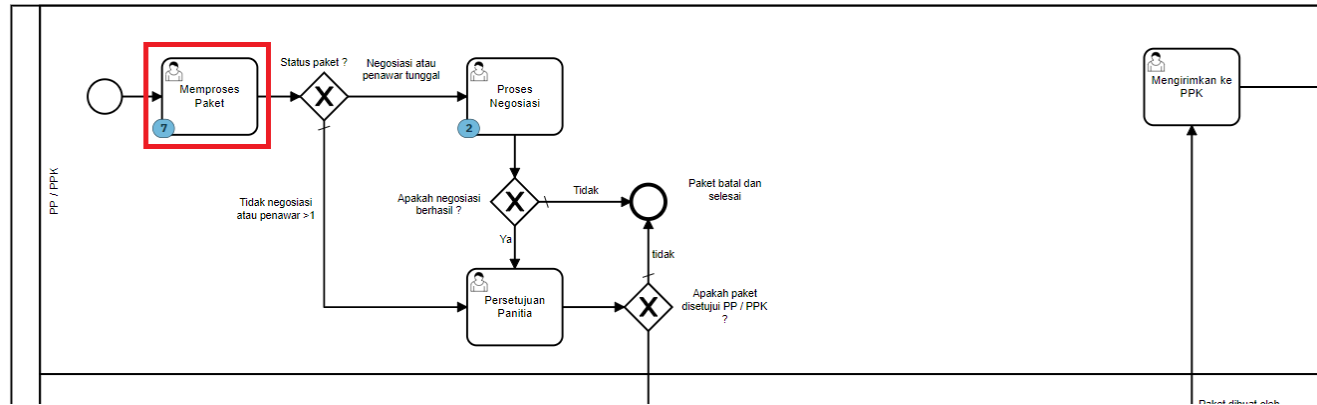 PP / PPK
Memproses
Paket
7
Status paket ?
Negosiasi atau
penawar tunggal
Proses
Negosiasi
2
Tidak negosiasi
atau penawar >1
Apakah negosiasi
berhasil ?
Tidak
Paket batal dan
selesai
Ya
tidak
Persetujuan
Panitia
Apakah paket
disetujui PP / PPK
?
Mengirimkan ke
PPK
Paket dibuat oleh